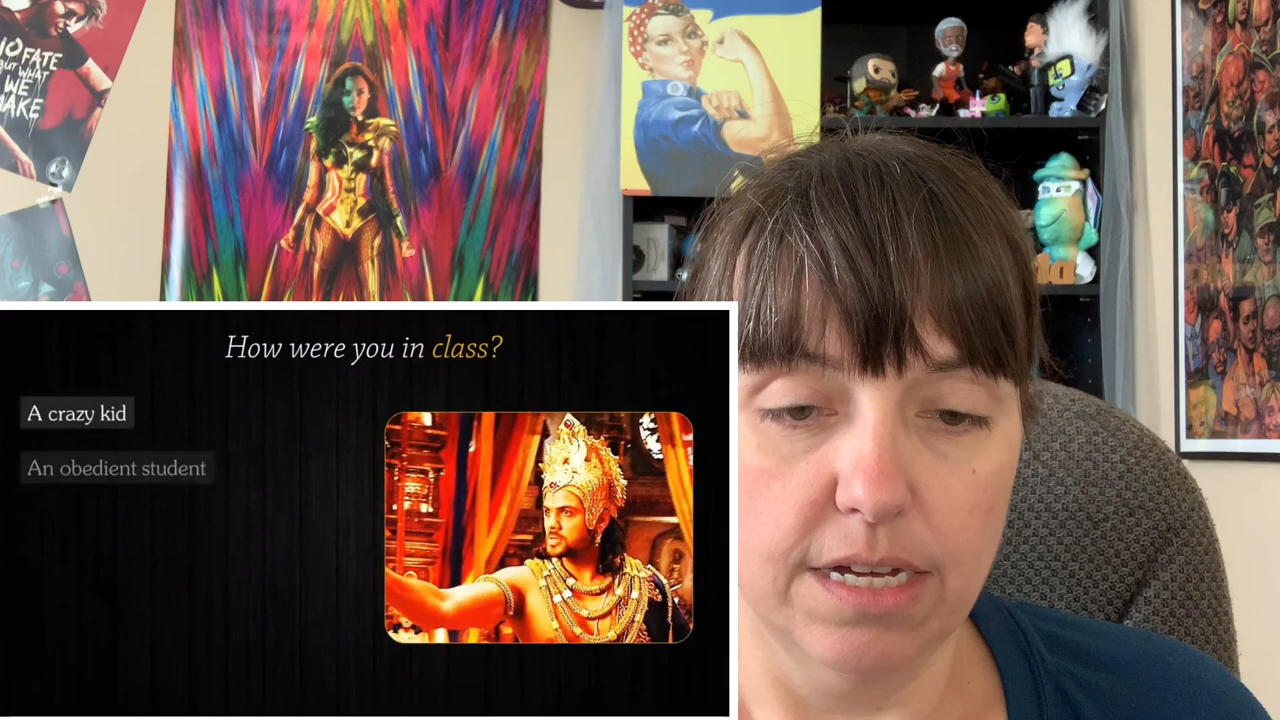 NO FATE
BUT WHAT
WE
MAKE
How were you in class?
A crazy kid
An obedient student